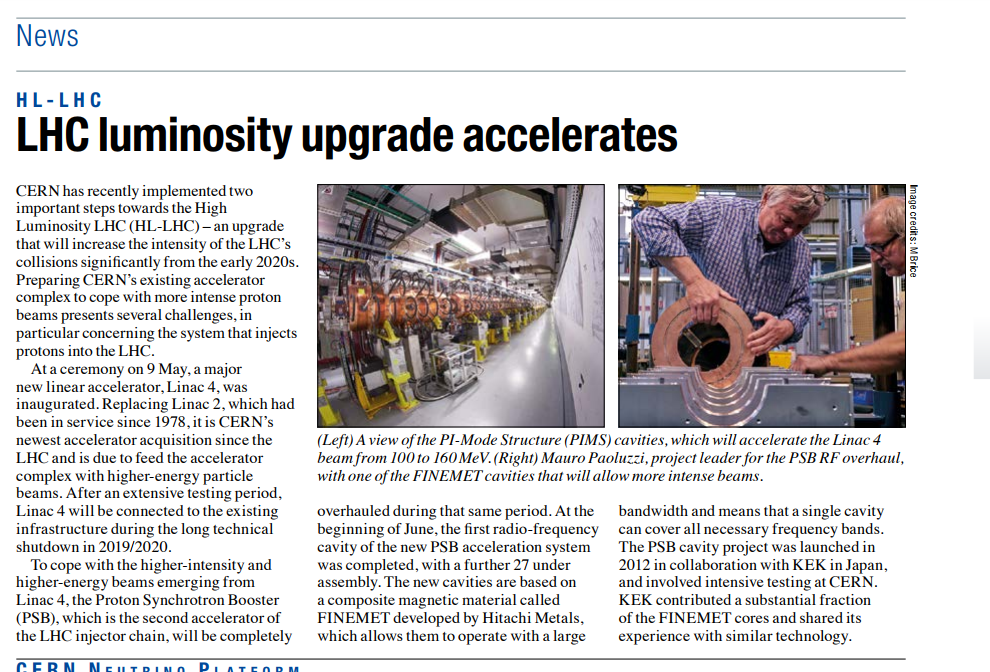 News
HL-LHC
LHC luminosity upgrade accelerates
CERN has recently implemented two
important steps towards the High
Luminosity LHC (HL-LHC) – an upgrade
that will increase the intensity of the LHC's
collisions significantly from the early 2020s.
Preparing CERN's existing accelerator
complex to cope with more intense proton
beams presents several challenges, in
particular concerning the system that injects
protons into the LHC.
At a ceremony on 9 May, a major
new linear accelerator, Linac 4, was
inaugurated. Replacing Linac 2, which had
been in service since 1978, it is CERN's
newest accelerator acquisition since the
LHC and is due to feed the accelerator
complex with higher-energy particle
beams. After an extensive testing period,
Linac 4 will be connected to the existing
infrastructure during the long technical
shutdown in 2019/2020.
To cope with the higher-intensity and
higher-energy beams emerging from
Linac 4, the Proton Synchrotron Booster
(PSB), which is the second accelerator of
the LHC injector chain, will be completely
Image credits: M Brice
(Left) A view of the PI-Mode Structure (PIMS) cavities, which will accelerate the Linac 4
beam from 100 to 160 MeV. (Right) Mauro Paoluzzi, project leader for the PSB RF overhaul,
with one of the FINEMET cavities that will allow more intense beams.
overhauled during that same period. At the
beginning of June, the first radio-frequency
cavity of the new PSB acceleration system
was completed, with a further 27 under
assembly. The new cavities are based on
a composite magnetic material called
FINEMET developed by Hitachi Metals,
which allows them to operate with a large
bandwidth and means that a single cavity
can cover all necessary frequency bands.
The PSB cavity project was launched in
2012 in collaboration with KEK in Japan,
and involved intensive testing at CERN.
KEK contributed a substantial fraction
of the FINEMET cores and shared its
experience with similar technology.
CERN NEUTRINO PLATFORM